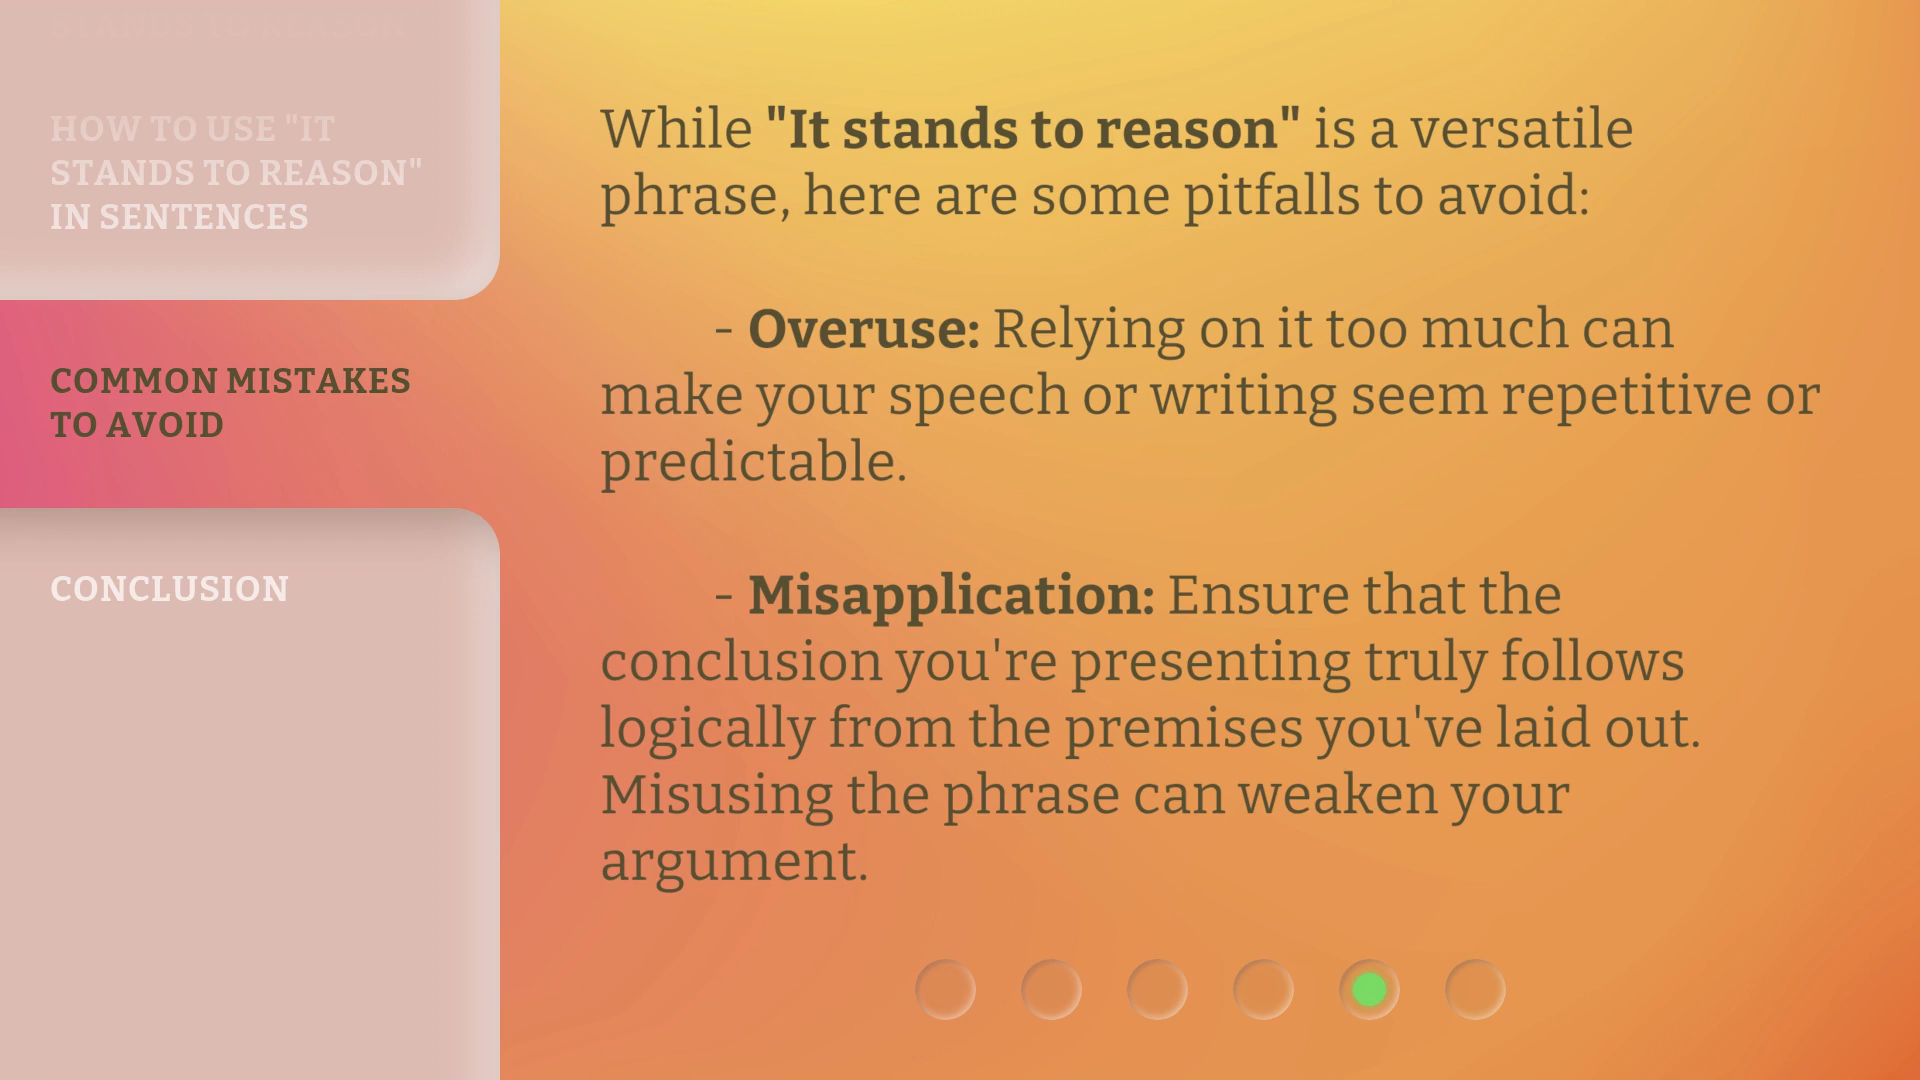 STANDS TO REASON
HOW TO USE "IT
STANDS TO REASON"
IN SENTENCES
COMMON MISTAKES
TO AVOID
CONCLUSION
While "It stands to reason" is a versatile
phrase, here are some pitfalls to avoid:
- Overuse: Relying on it too much can
make your speech or writing seem repetitive or
predictable.
- Misapplication: Ensure that the
conclusion you're presenting truly follows
logically from the premises you've laid out.
Misusing the phrase can weaken your
argument.